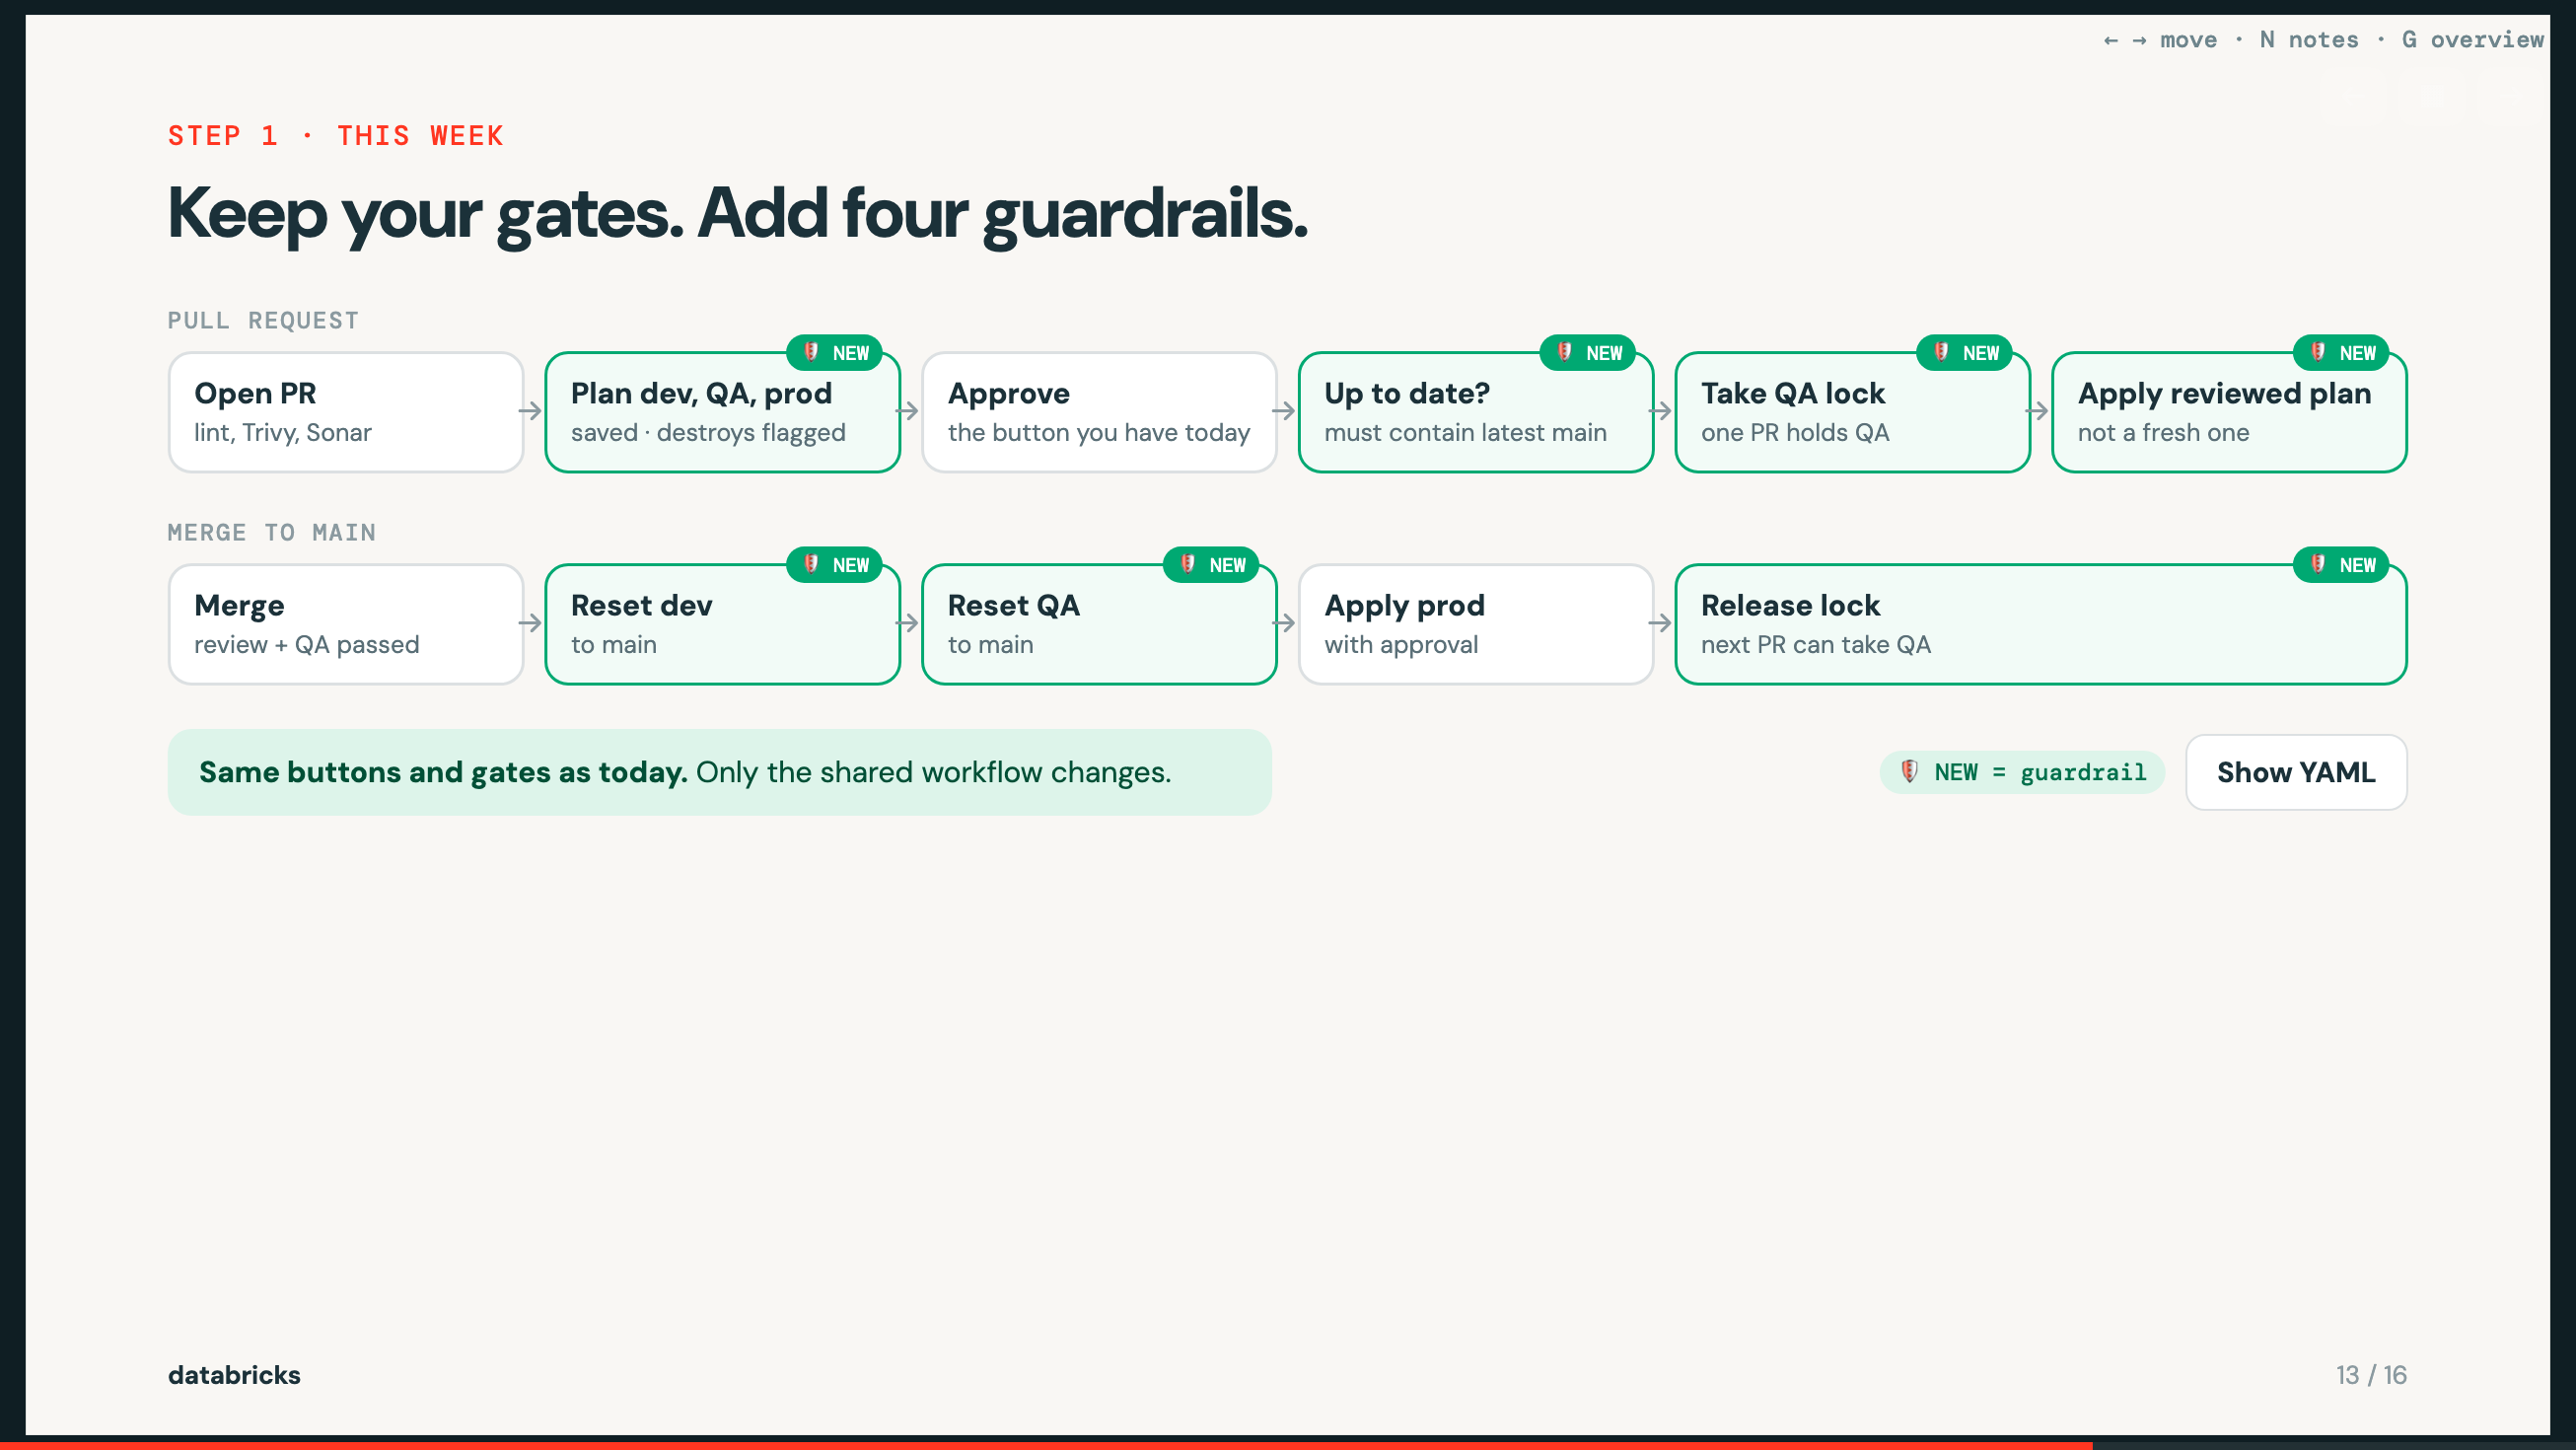 ← → move · N notes · G overview
STEP 1 · THIS WEEK
Keep your gates. Add four guardrails.
PULL REQUEST
Open PR
lint, Trivy, Sonar
→
NEW
Plan dev, QA, prod
saved · destroys flagged
→
Approve
the button you have today
→
NEW
Up to date?
must contain latest main
→
NEW
Take QA lock
one PR holds QA
→
NEW
Apply reviewed plan
not a fresh one
MERGE TO MAIN
Merge
review + QA passed
→
NEW
Reset dev
to main
→
NEW
Reset QA
to main
→
Apply prod
with approval
→
NEW
Release lock
next PR can take QA
Same buttons and gates as today. Only the shared workflow changes.
NEW = guardrail
Show YAML
databricks
13 / 16